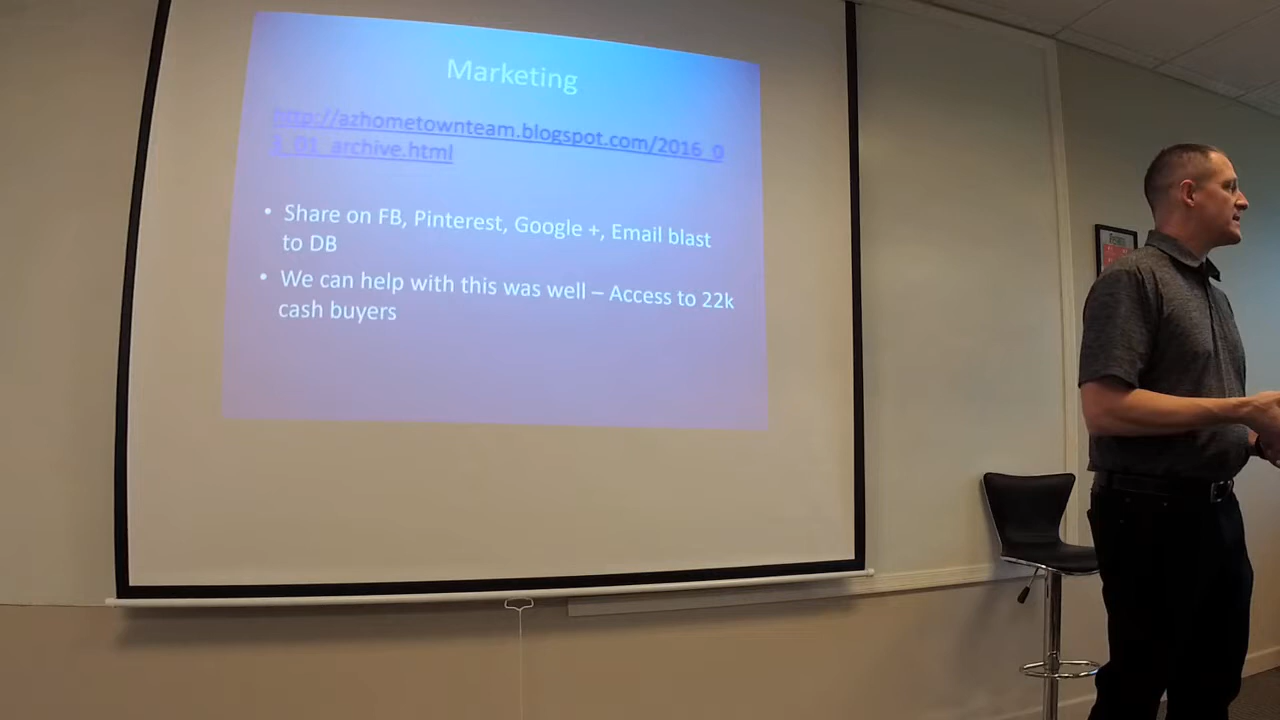 Marketing
http://azhometownteam.blogspot.com/2016_0
1_01_archive.html
• Share on FB, Pinterest, Google +, Email blast
to DB
• We can help with this was well – Access to 22k
cash buyers